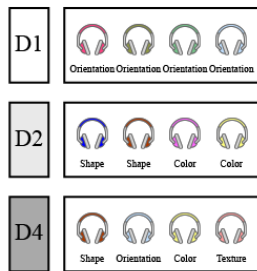 D1
Orientation Orientation Orientation Orientation
D2
Shape Shape Color Color
D4
Shape Orientation Color Texture